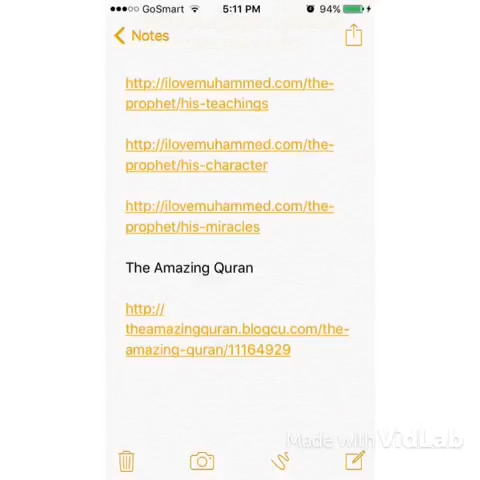 GoSmart 5:11 PM 94%
Notes
http://ilovemuhammed.com/the-
prophet/his-teachings
http://ilovemuhammed.com/the-
prophet/his-character
http://ilovemuhammed.com/the-
prophet/his-miracles
The Amazing Quran
http://
theamazingquran.blogcu.com/the-
amazing-quran/11164929
Made with VidLab